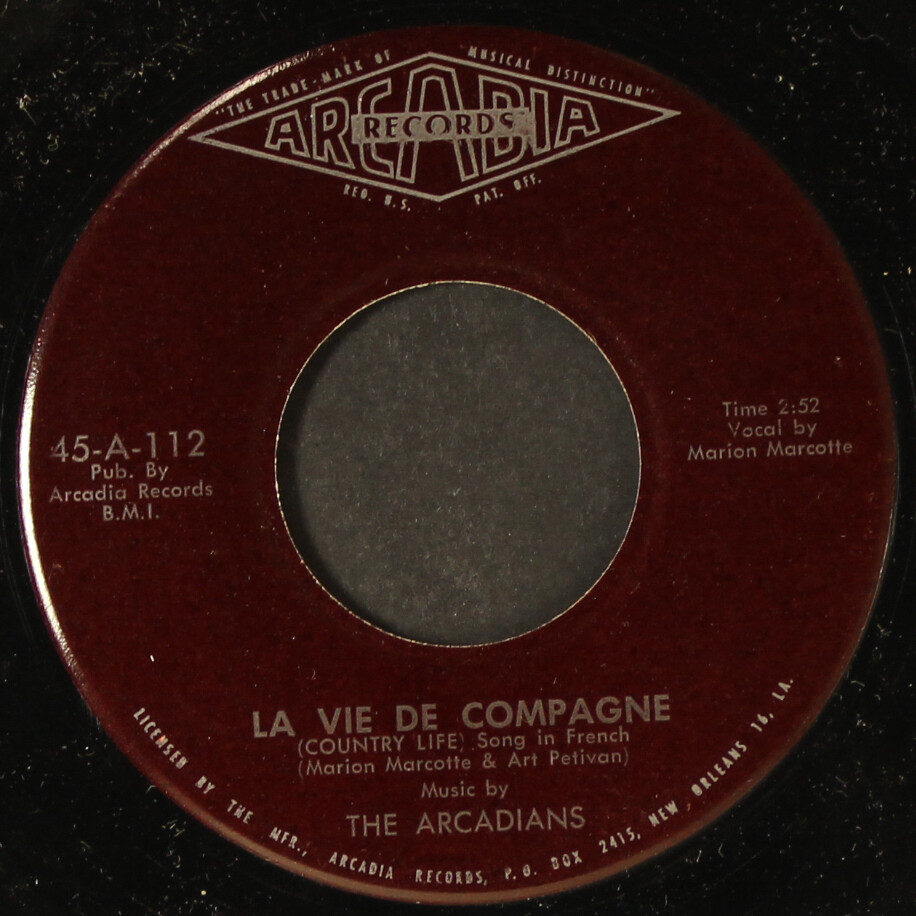 "THE TRADE-MARK OF MUSICAL DISTINCTION"
ARCADIA
RECORDS
REG. U.S. PAT. OFF.
45-A-112
Pub. By
Arcadia Records
B.M.I.
Time 2:52
Vocal by
Marion Marcotte
LA VIE DE COMPAGNE
(COUNTRY LIFE) Song in French
(Marion Marcotte & Art Petivan)
Music by
THE ARCADIANS
LICENSED BY THE MFR., ARCADIA RECORDS, P.O. BOX 2415, NEW ORLEANS 16, LA.